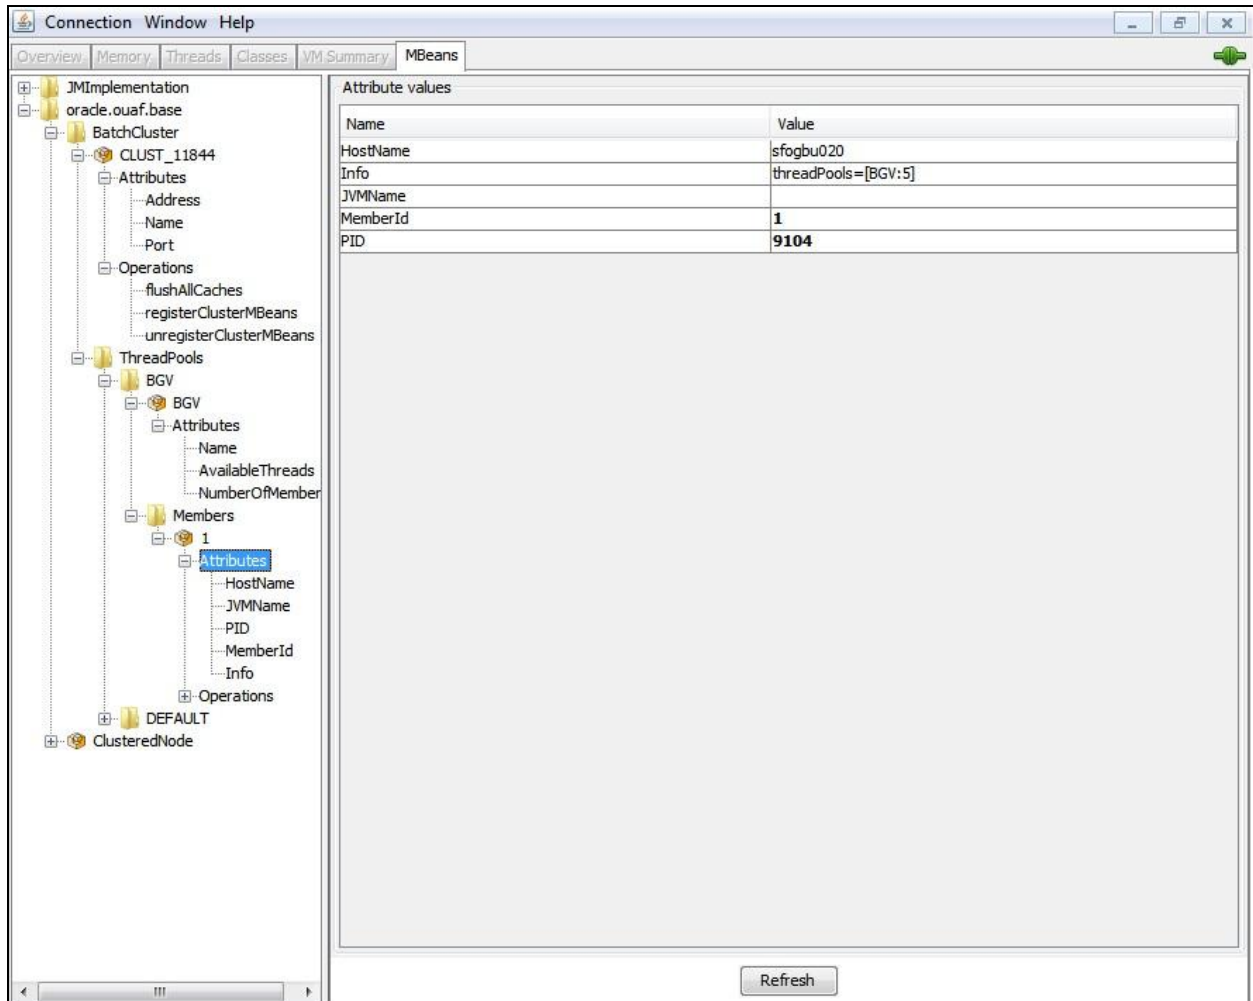 Connection Window Help
Overview Memory Threads Classes VM Summary MBeans
JMImplementation
oracle.ouaf.base
BatchCluster
CLUST_11844
Attributes
Address
Name
Port
Operations
flushAllCaches
registerClusterMBeans
unregisterClusterMBeans
ThreadPools
BGV
BGV
Attributes
Name
AvailableThreads
NumberOfMember
Members
1
Attributes
HostName
JVMName
PID
MemberId
Info
Operations
DEFAULT
ClusteredNode
Attribute values
Name Value
HostName sfogbu020
Info threadPools=[BGV:5]
JVMName
MemberId 1
PID 9104
Refresh